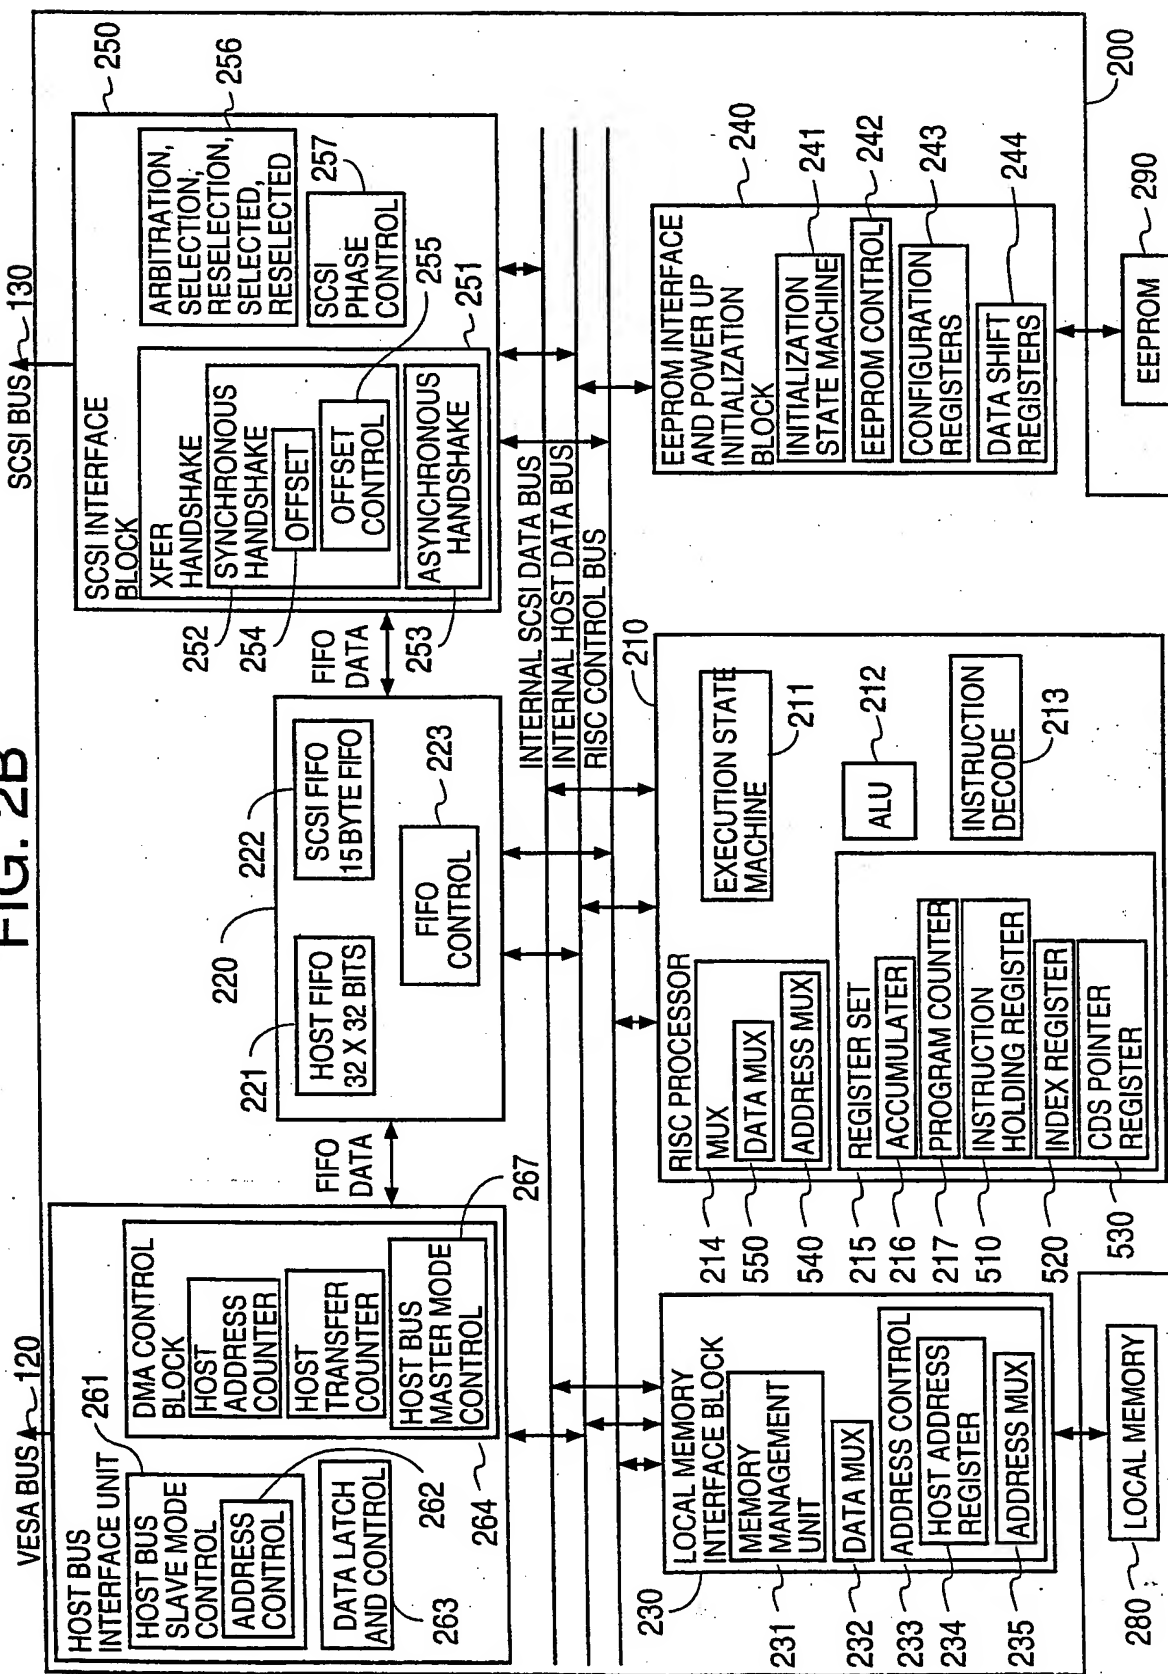 FIG. 2B
VESA BUS
120
SCSI BUS
130
HOST BUS
INTERFACE UNIT
261
HOST BUS
SLAVE MODE
CONTROL
ADDRESS
CONTROL
262
DATA LATCH
AND CONTROL
263
264
DMA CONTROL
BLOCK
HOST
ADDRESS
COUNTER
HOST
TRANSFER
COUNTER
HOST BUS
MASTER MODE
CONTROL
267
FIFO
DATA
220
221
HOST FIFO
32 X 32 BITS
222
SCSI FIFO
15 BYTE FIFO
FIFO
CONTROL
223
FIFO
DATA
SCSI INTERFACE
BLOCK
250
XFER
HANDSHAKE
SYNCHRONOUS
HANDSHAKE
OFFSET
OFFSET
CONTROL
ASYNCHRONOUS
HANDSHAKE
252
254
253
255
251
ARBITRATION,
SELECTION,
RESELECTION,
SELECTED,
RESELECTED
256
SCSI
PHASE
CONTROL
257
INTERNAL SCSI DATA BUS
INTERNAL HOST DATA BUS
RISC CONTROL BUS
LOCAL MEMORY
INTERFACE BLOCK
230
MEMORY
MANAGEMENT
UNIT
231
DATA MUX
232
ADDRESS CONTROL
233
HOST ADDRESS
REGISTER
234
ADDRESS MUX
235
280
LOCAL MEMORY
RISC PROCESSOR
210
MUX
214
DATA MUX
550
ADDRESS MUX
540
REGISTER SET
215
ACCUMULATER
216
PROGRAM COUNTER
217
INSTRUCTION
HOLDING REGISTER
510
INDEX REGISTER
520
CDS POINTER
REGISTER
530
EXECUTION STATE
MACHINE
211
ALU
212
INSTRUCTION
DECODE
213
EEPROM INTERFACE
AND POWER UP
INITIALIZATION
BLOCK
240
INITIALIZATION
STATE MACHINE
241
EEPROM CONTROL
242
CONFIGURATION
REGISTERS
243
DATA SHIFT
REGISTERS
244
EEPROM
290
200